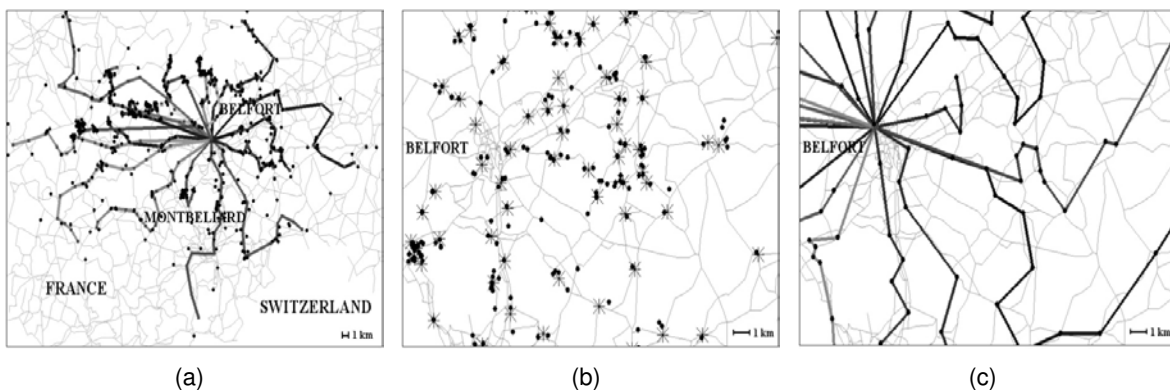 BELFORT
MONTBELIARD
FRANCE
SWITZERLAND
1 km
BELFORT
1 km
BELFORT
1 km
(a)
(b)
(c)